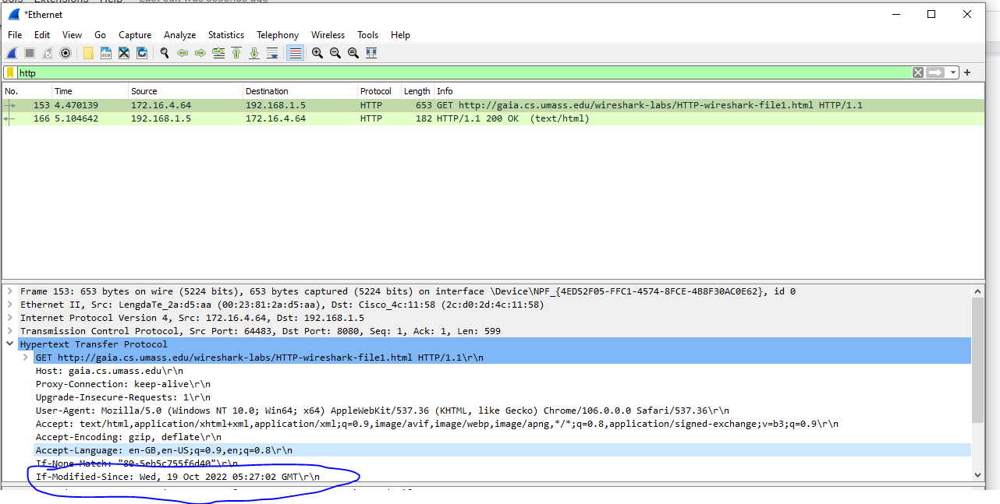 Tools Extensions Help Last edit was seconds ago
*Ethernet
File Edit View Go Capture Analyze Statistics Telephony Wireless Tools Help
http
No. Time Source Destination Protocol Length Info
153 4.470139 172.16.4.64 192.168.1.5 HTTP 653 GET http://gaia.cs.umass.edu/wireshark-labs/HTTP-wireshark-file1.html HTTP/1.1
166 5.104642 192.168.1.5 172.16.4.64 HTTP 182 HTTP/1.1 200 OK (text/html)
Frame 153: 653 bytes on wire (5224 bits), 653 bytes captured (5224 bits) on interface \Device\NPF_{4ED52F05-FFC1-4574-8FCE-4B8F30AC0E62}, id 0
Ethernet II, Src: LengdaTe_2a:d5:aa (00:23:81:2a:d5:aa), Dst: Cisco_4c:11:58 (2c:d0:2d:4c:11:58)
Internet Protocol Version 4, Src: 172.16.4.64, Dst: 192.168.1.5
Transmission Control Protocol, Src Port: 64483, Dst Port: 8080, Seq: 1, Ack: 1, Len: 599
Hypertext Transfer Protocol
GET http://gaia.cs.umass.edu/wireshark-labs/HTTP-wireshark-file1.html HTTP/1.1\r\n
Host: gaia.cs.umass.edu\r\n
Proxy-Connection: keep-alive\r\n
Upgrade-Insecure-Requests: 1\r\n
User-Agent: Mozilla/5.0 (Windows NT 10.0; Win64; x64) AppleWebKit/537.36 (KHTML, like Gecko) Chrome/106.0.0.0 Safari/537.36\r\n
Accept: text/html,application/xhtml+xml,application/xml;q=0.9,image/avif,image/webp,image/apng,*/*;q=0.8,application/signed-exchange;v=b3;q=0.9\r\n
Accept-Encoding: gzip, deflate\r\n
Accept-Language: en-GB,en-US;q=0.9,en;q=0.8\r\n
If-None-Match: "80-5eb5c755f6d40"\r\n
If-Modified-Since: Wed, 19 Oct 2022 05:27:02 GMT\r\n